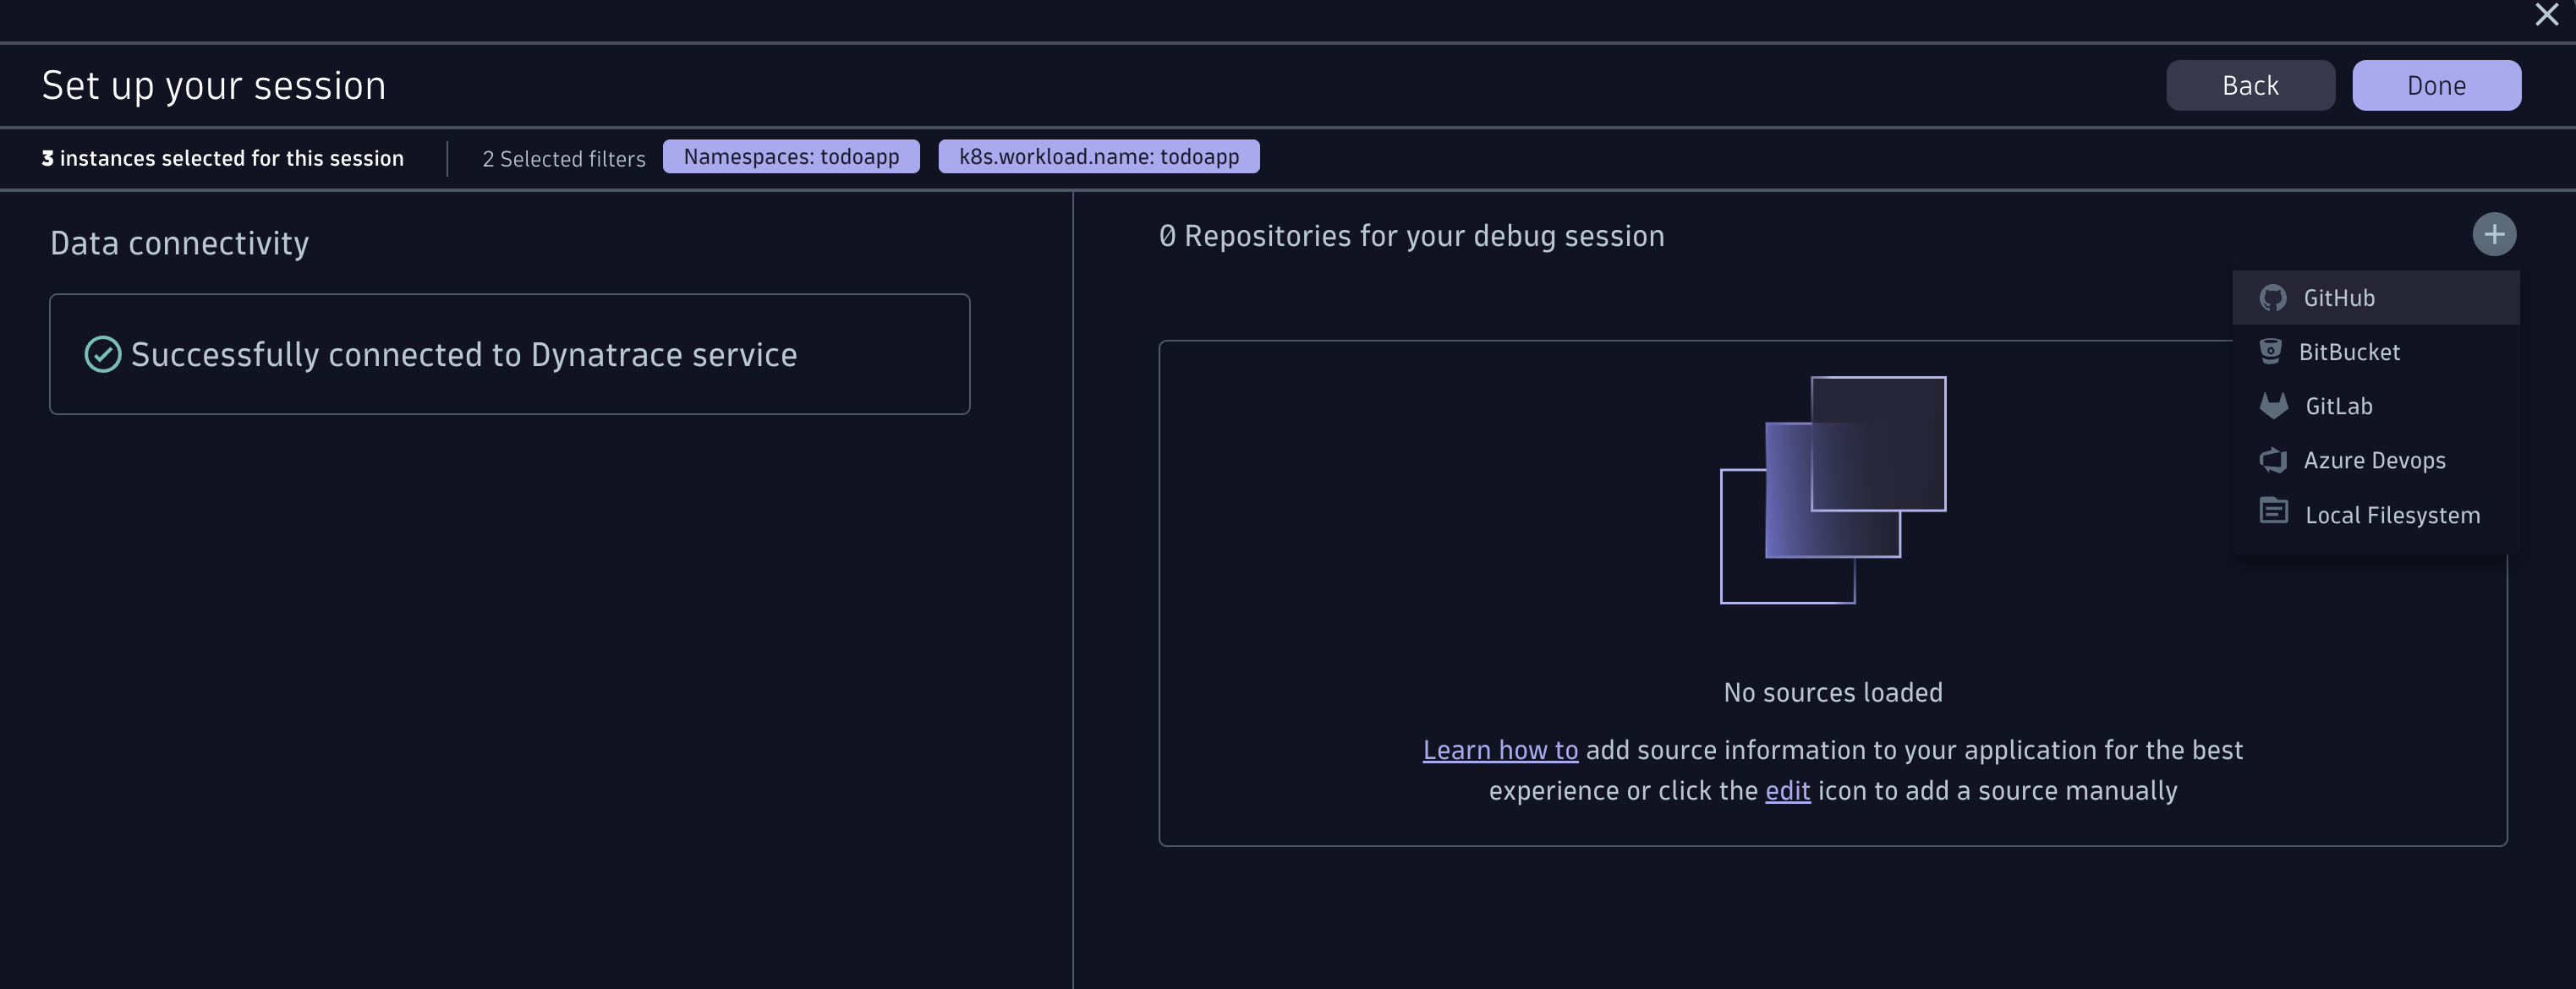 Set up your session
Back
Done
3 instances selected for this session
2 Selected filters
Namespaces: todoapp
k8s.workload.name: todoapp
Data connectivity
Successfully connected to Dynatrace service
0 Repositories for your debug session
GitHub
BitBucket
GitLab
Azure Devops
Local Filesystem
No sources loaded
Learn how to add source information to your application for the best
experience or click the edit icon to add a source manually